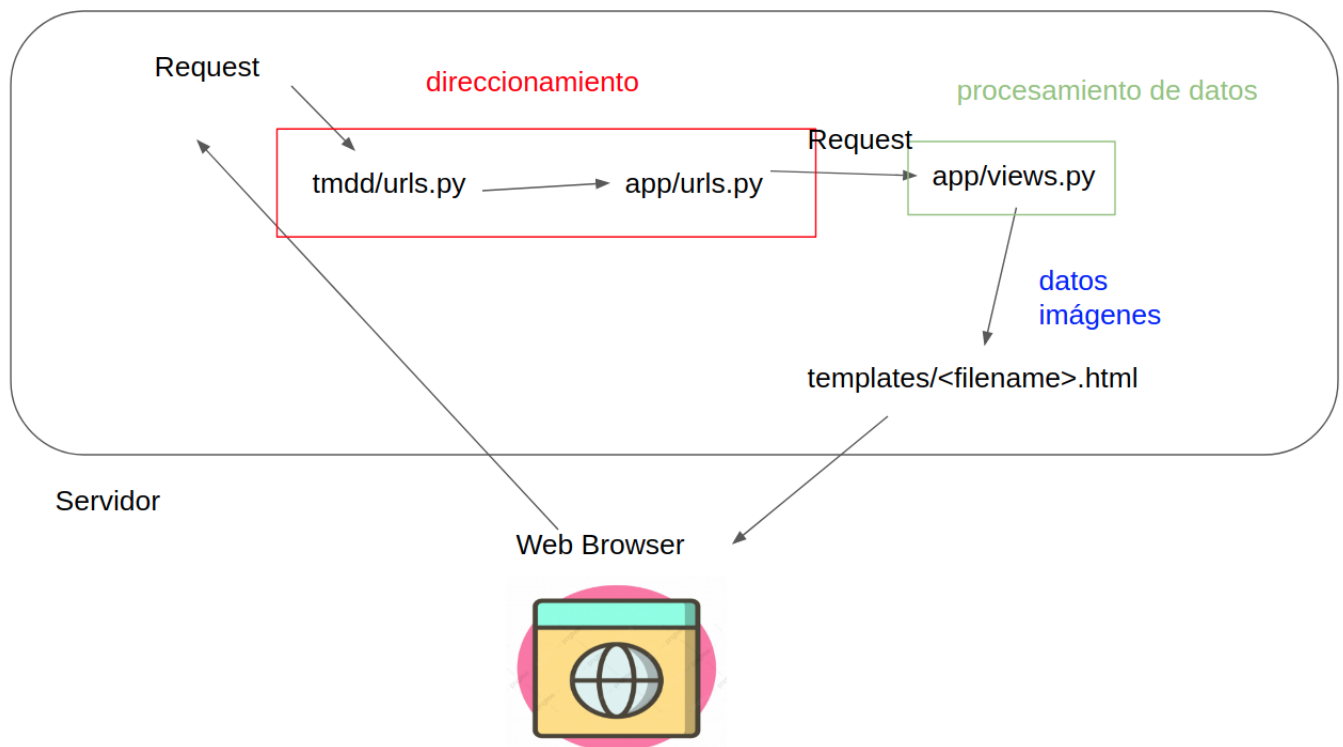 Request
direccionamiento
procesamiento de datos
Request
tmdd/urls.py
app/urls.py
app/views.py
datos
imágenes
templates/<filename>.html
Servidor
Web Browser